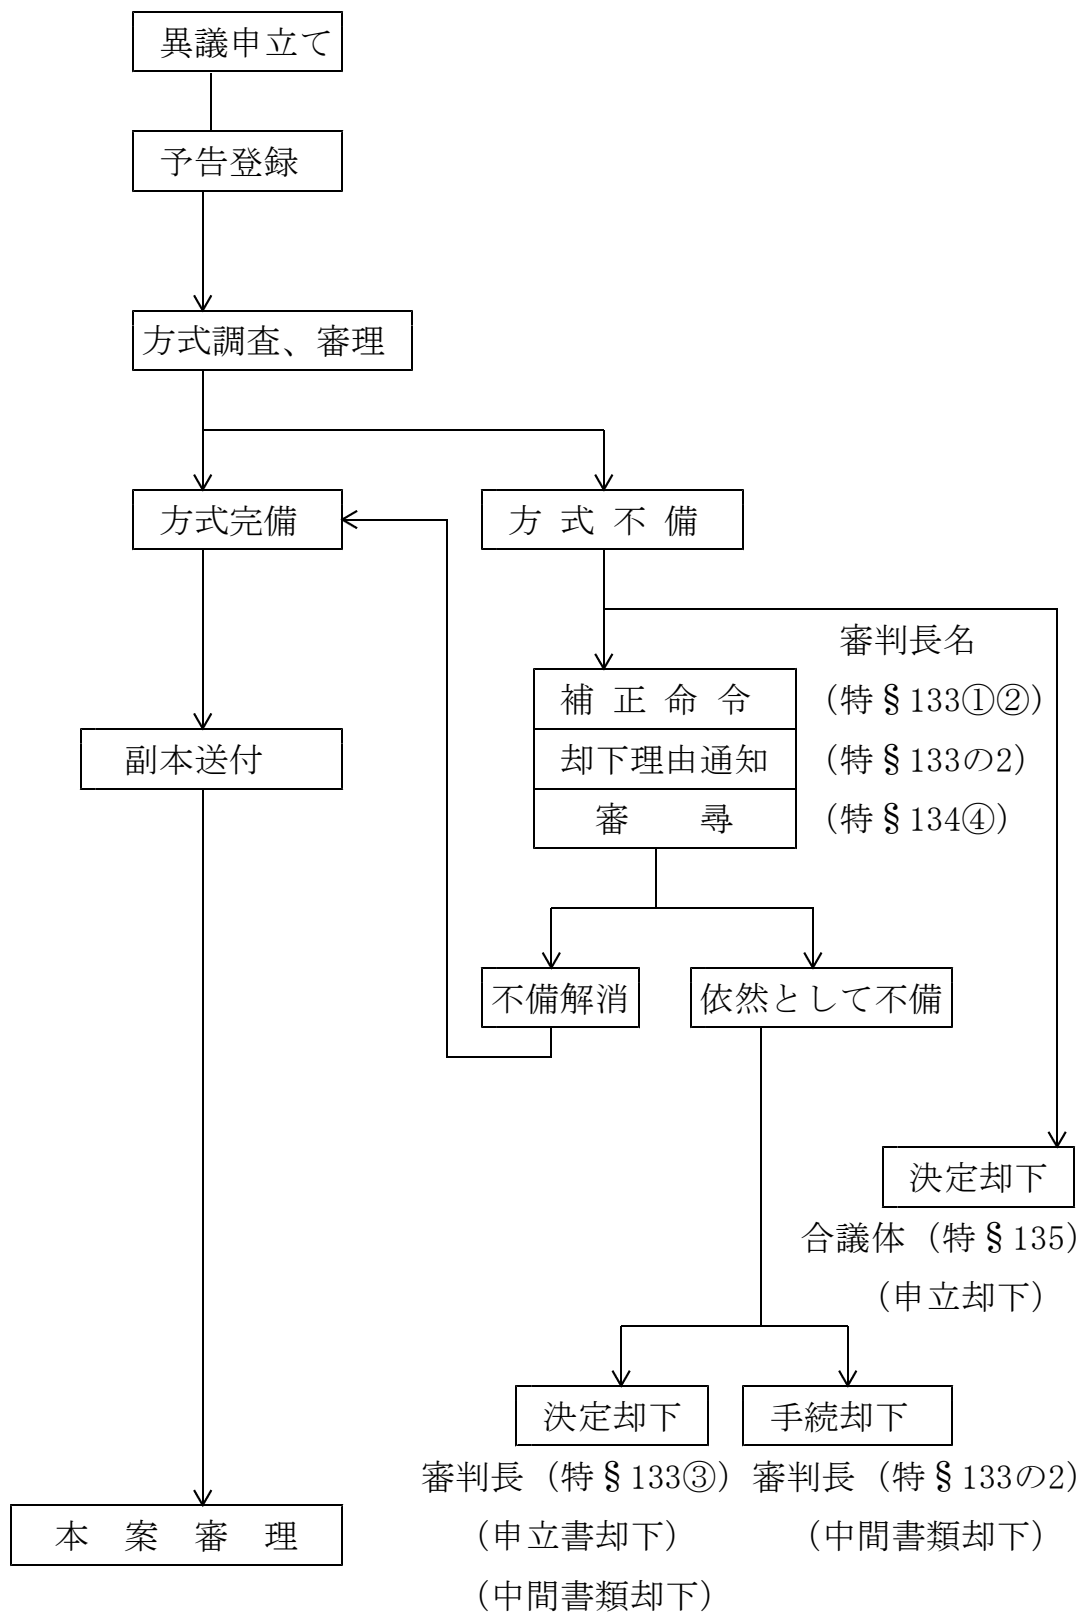 異議申立て
予告登録
方式調査、審理
方式完備
方 式 不 備
審判長名
補 正 命 令
(特§133①②)
副本送付
却下理由通知
(特§133の2)
審　　尋
(特§134④)
不備解消
依然として不備
決定却下
合議体(特§135)
(申立却下)
決定却下
手続却下
審判長(特§133③)
審判長(特§133の2)
本　案　審　理
(申立書却下)
(中間書類却下)
(中間書類却下)